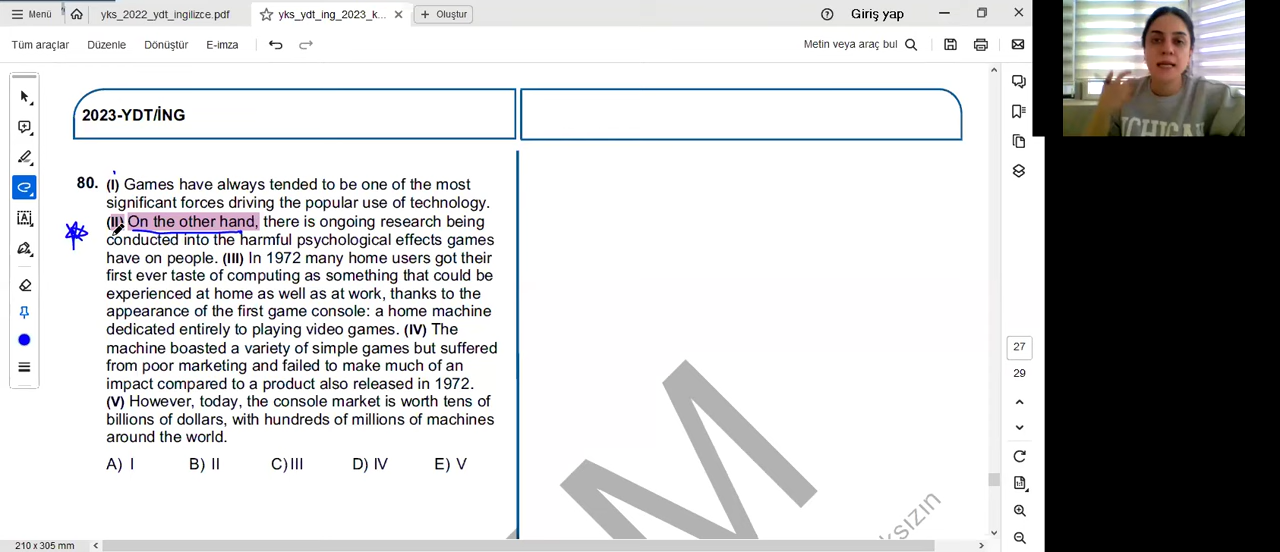 Menü
yks_2022_ydt_ingilizce.pdf
yks_ydt_ing_2023_k...
Oluştur
Giriş yap
Tüm araçlar
Düzenle
Dönüştür
E-imza
Metin veya araç bul
2023-YDT/İNG
80. (I) Games have always tended to be one of the most
significant forces driving the popular use of technology.
(II) On the other hand, there is ongoing research being
conducted into the harmful psychological effects games
have on people. (III) In 1972 many home users got their
first ever taste of computing as something that could be
experienced at home as well as at work, thanks to the
appearance of the first game console: a home machine
dedicated entirely to playing video games. (IV) The
machine boasted a variety of simple games but suffered
from poor marketing and failed to make much of an
impact compared to a product also released in 1972.
(V) However, today, the console market is worth tens of
billions of dollars, with hundreds of millions of machines
around the world.
A) I B) II C) III D) IV E) V
M
ksızın
27
29
210 x 305 mm